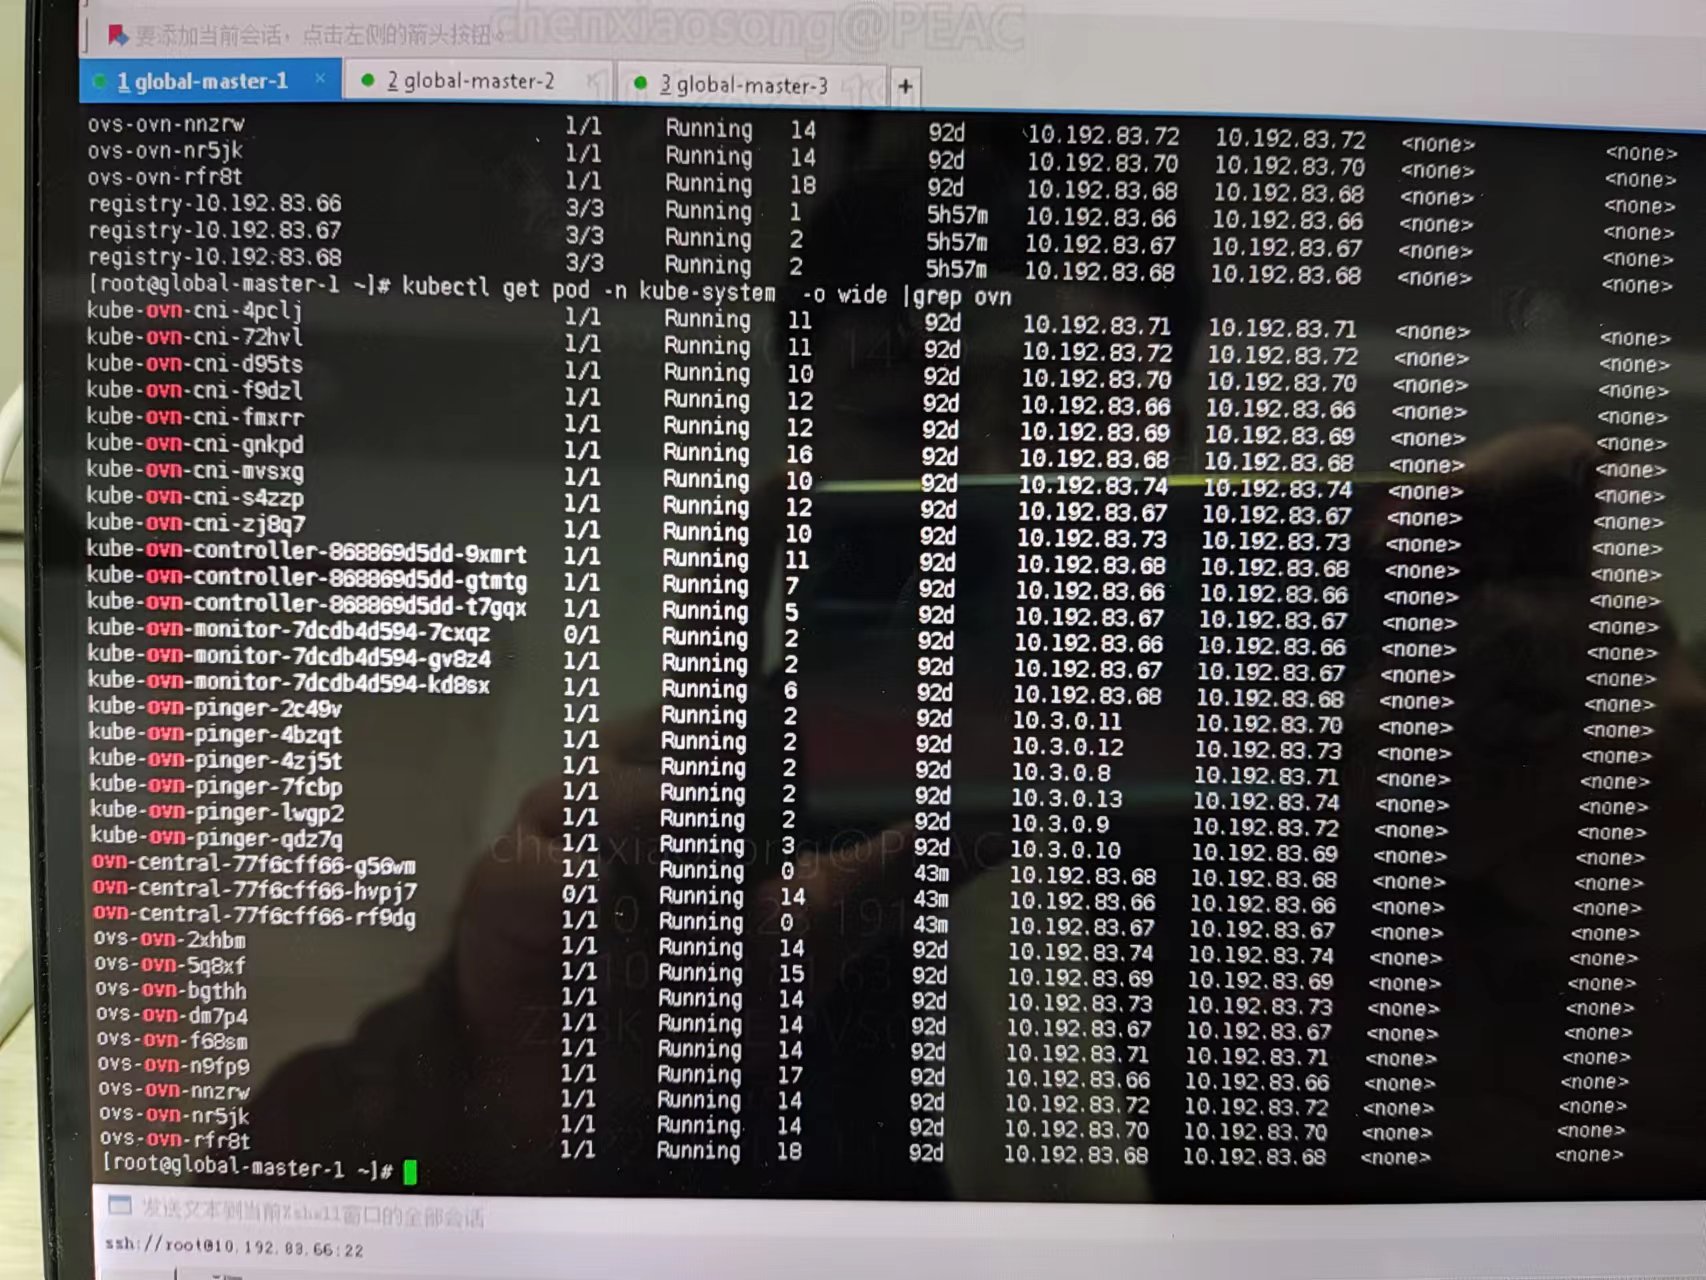 要添加当前会话，点击左侧的箭头按钮。
chenxiaosong@PEAC
1 global-master-1 × 2 global-master-2 3 global-master-3 +
ovs-ovn-nnzrw 1/1 Running 14 92d 10.192.83.72 10.192.83.72 <none> <none>
ovs-ovn-nr5jk 1/1 Running 14 92d 10.192.83.70 10.192.83.70 <none> <none>
ovs-ovn-rfr8t 1/1 Running 18 92d 10.192.83.68 10.192.83.68 <none> <none>
registry-10.192.83.66 3/3 Running 1 5h57m 10.192.83.66 10.192.83.66 <none> <none>
registry-10.192.83.67 3/3 Running 2 5h57m 10.192.83.67 10.192.83.67 <none> <none>
registry-10.192.83.68 3/3 Running 2 5h57m 10.192.83.68 10.192.83.68 <none> <none>
[root@global-master-1 ~]# kubectl get pod -n kube-system  -o wide |grep ovn
kube-ovn-cni-4pclj 1/1 Running 11 92d 10.192.83.71 10.192.83.71 <none> <none>
kube-ovn-cni-72hvl 1/1 Running 11 92d 10.192.83.72 10.192.83.72 <none> <none>
kube-ovn-cni-d95ts 1/1 Running 10 92d 10.192.83.70 10.192.83.70 <none> <none>
kube-ovn-cni-f9dzl 1/1 Running 12 92d 10.192.83.66 10.192.83.66 <none> <none>
kube-ovn-cni-fmxrr 1/1 Running 12 92d 10.192.83.69 10.192.83.69 <none> <none>
kube-ovn-cni-gnkpd 1/1 Running 16 92d 10.192.83.68 10.192.83.68 <none> <none>
kube-ovn-cni-mvsxg 1/1 Running 10 92d 10.192.83.74 10.192.83.74 <none> <none>
kube-ovn-cni-s4zzp 1/1 Running 12 92d 10.192.83.67 10.192.83.67 <none> <none>
kube-ovn-cni-zj8q7 1/1 Running 10 92d 10.192.83.73 10.192.83.73 <none> <none>
kube-ovn-controller-868869d5dd-9xmrt 1/1 Running 11 92d 10.192.83.68 10.192.83.68 <none> <none>
kube-ovn-controller-868869d5dd-gtmtg 1/1 Running 7 92d 10.192.83.66 10.192.83.66 <none> <none>
kube-ovn-controller-868869d5dd-t7gqx 1/1 Running 5 92d 10.192.83.67 10.192.83.67 <none> <none>
kube-ovn-monitor-7dcdb4d594-7cxqz 0/1 Running 2 92d 10.192.83.66 10.192.83.66 <none> <none>
kube-ovn-monitor-7dcdb4d594-gv8z4 1/1 Running 2 92d 10.192.83.67 10.192.83.67 <none> <none>
kube-ovn-monitor-7dcdb4d594-kd8sx 1/1 Running 6 92d 10.192.83.68 10.192.83.68 <none> <none>
kube-ovn-pinger-2c49v 1/1 Running 2 92d 10.3.0.11 10.192.83.70 <none> <none>
kube-ovn-pinger-4bzqt 1/1 Running 2 92d 10.3.0.12 10.192.83.73 <none> <none>
kube-ovn-pinger-4zj5t 1/1 Running 2 92d 10.3.0.8 10.192.83.71 <none> <none>
kube-ovn-pinger-7fcbp 1/1 Running 2 92d 10.3.0.13 10.192.83.74 <none> <none>
kube-ovn-pinger-lwgp2 1/1 Running 2 92d 10.3.0.9 10.192.83.72 <none> <none>
kube-ovn-pinger-qdz7q 1/1 Running 3 92d 10.3.0.10 10.192.83.69 <none> <none>
ovn-central-77f6cff66-g56wm 1/1 Running 0 43m 10.192.83.68 10.192.83.68 <none> <none>
ovn-central-77f6cff66-hvpj7 0/1 Running 14 43m 10.192.83.66 10.192.83.66 <none> <none>
ovn-central-77f6cff66-rf9dg 1/1 Running 0 43m 10.192.83.67 10.192.83.67 <none> <none>
ovs-ovn-2xhbm 1/1 Running 14 92d 10.192.83.74 10.192.83.74 <none> <none>
ovs-ovn-5q8xf 1/1 Running 15 92d 10.192.83.69 10.192.83.69 <none> <none>
ovs-ovn-bgthh 1/1 Running 14 92d 10.192.83.73 10.192.83.73 <none> <none>
ovs-ovn-dm7p4 1/1 Running 14 92d 10.192.83.67 10.192.83.67 <none> <none>
ovs-ovn-f68sm 1/1 Running 14 92d 10.192.83.71 10.192.83.71 <none> <none>
ovs-ovn-n9fp9 1/1 Running 17 92d 10.192.83.66 10.192.83.66 <none> <none>
ovs-ovn-nnzrw 1/1 Running 14 92d 10.192.83.72 10.192.83.72 <none> <none>
ovs-ovn-nr5jk 1/1 Running 14 92d 10.192.83.70 10.192.83.70 <none> <none>
ovs-ovn-rfr8t 1/1 Running 18 92d 10.192.83.68 10.192.83.68 <none> <none>
[root@global-master-1 ~]#
发送文本到当前Xshell窗口的全部会话
ssh://root@10.192.83.66:22